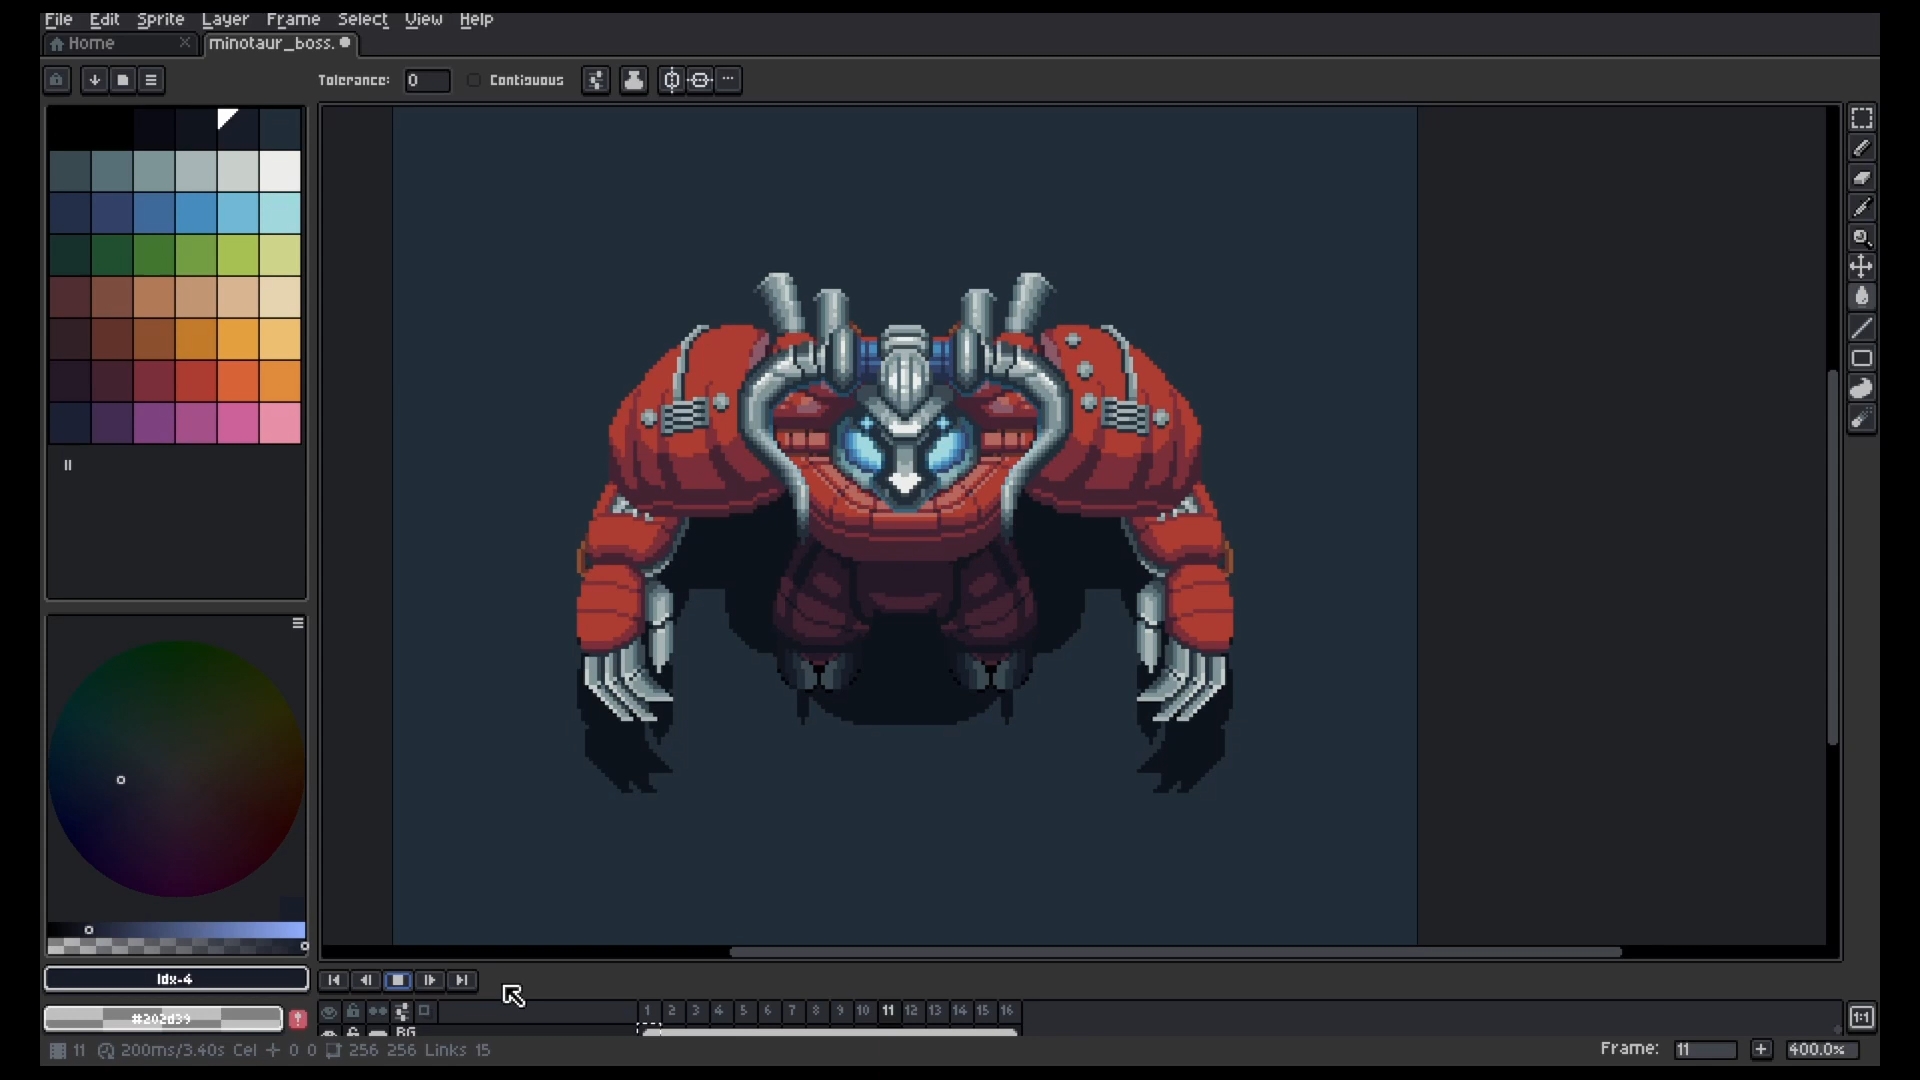 File Edit Sprite Layer Frame Select View Help
Home minotaur_boss.
Tolerance: 0 Contiguous
Idx-4
1 2 3 4 5 6 7 8 9 10 11 12 13 14 15 16
#202d39
BG
1:1
11 200ms/3.40s Cel 0 0 256 256 Links 15
Frame: 11 + 400.0%